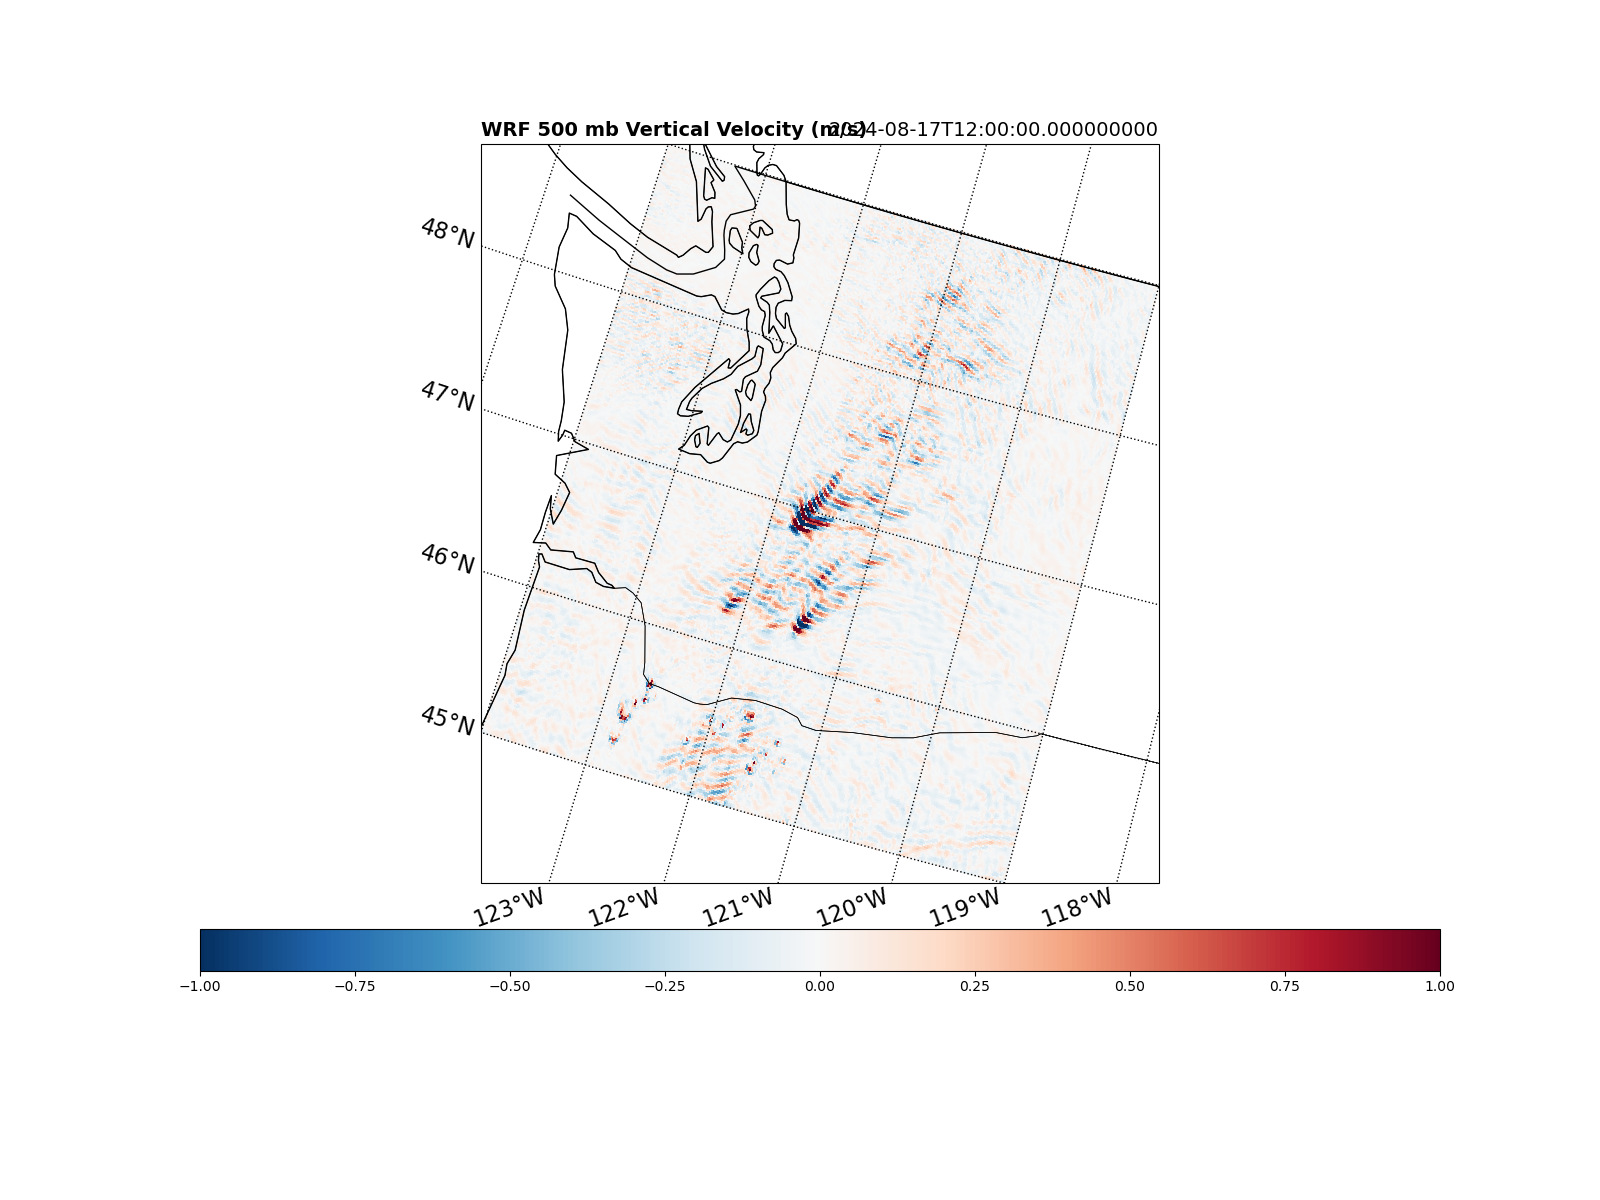 WRF 500 mb Vertical Velocity (m/s) 2024-08-17T12:00:00.000000000
48°N
47°N
46°N
45°N
123°W 122°W 121°W 120°W 119°W 118°W
−1.00 −0.75 −0.50 −0.25 0.00 0.25 0.50 0.75 1.00